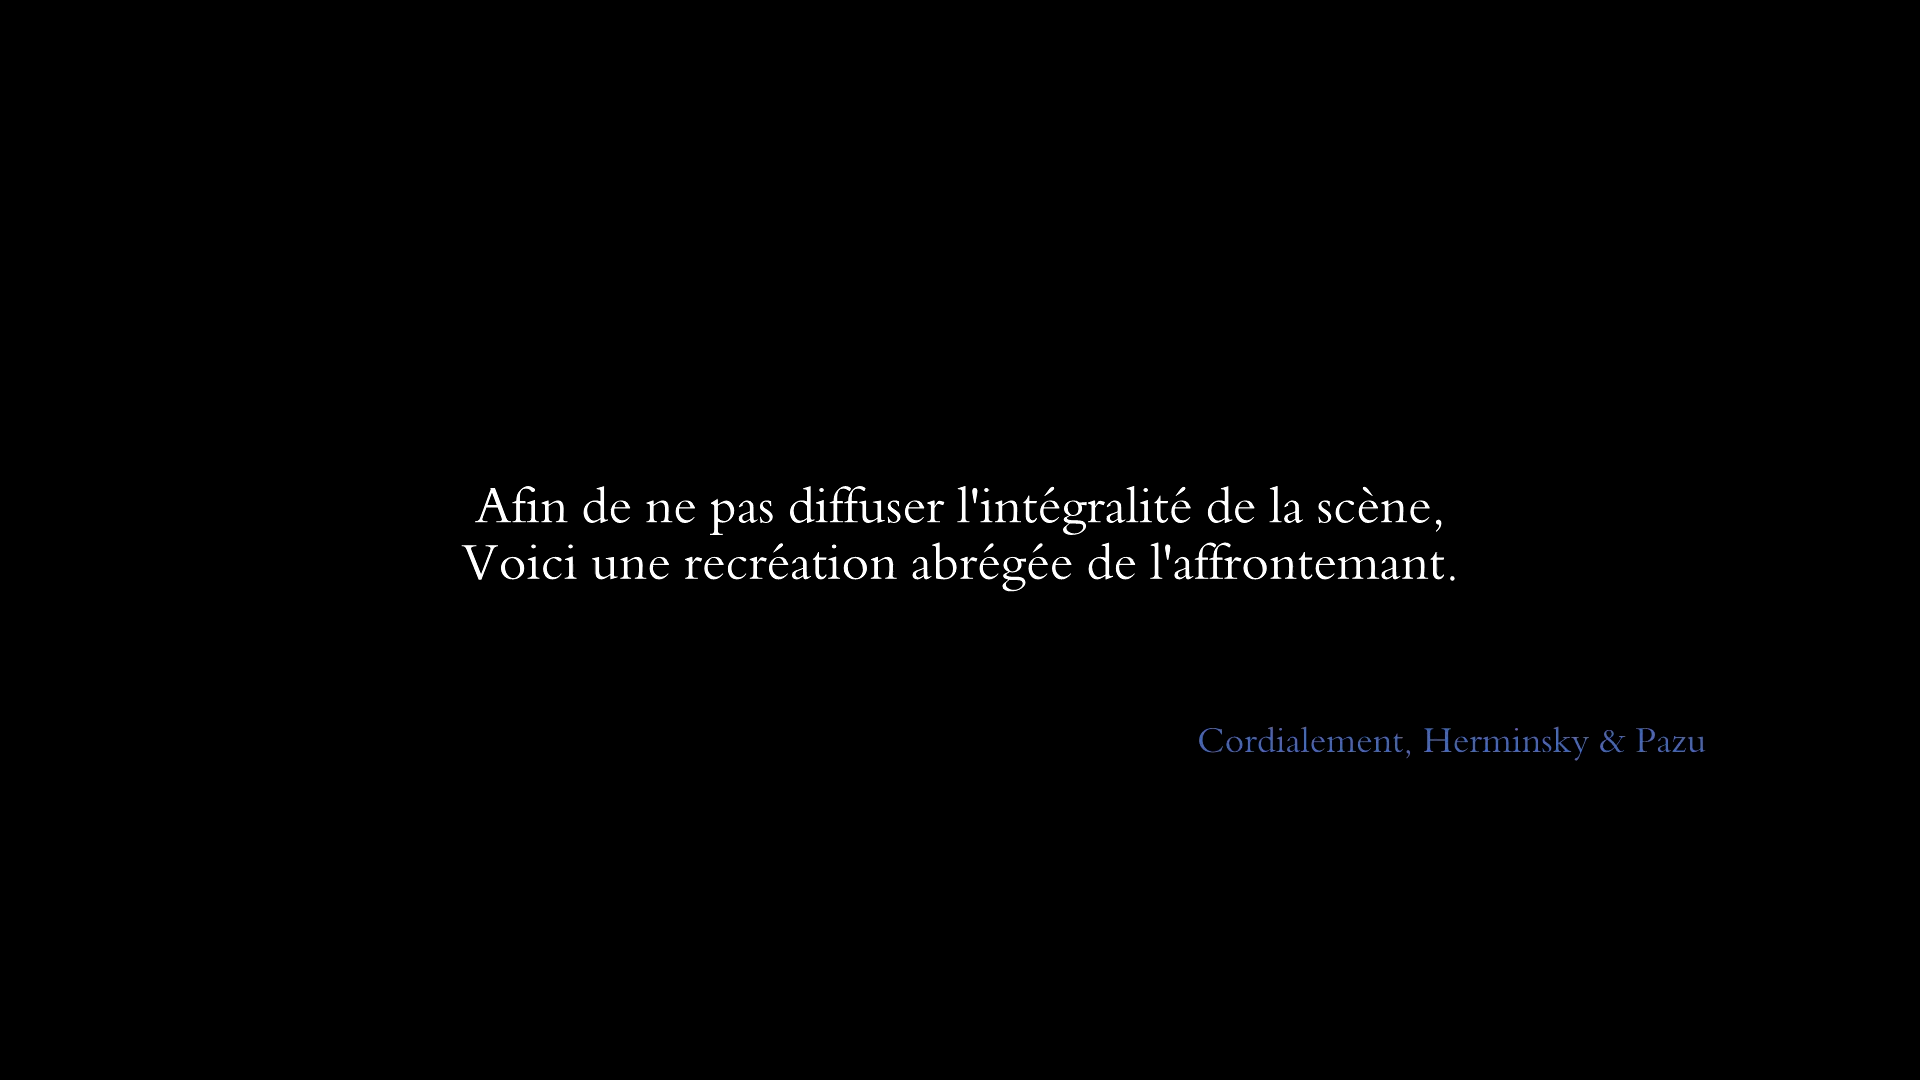 Afin de ne pas diffuser l'intégralité de la scène,
Voici une recréation abrégée de l'affrontemant.
Cordialement, Herminsky & Pazu